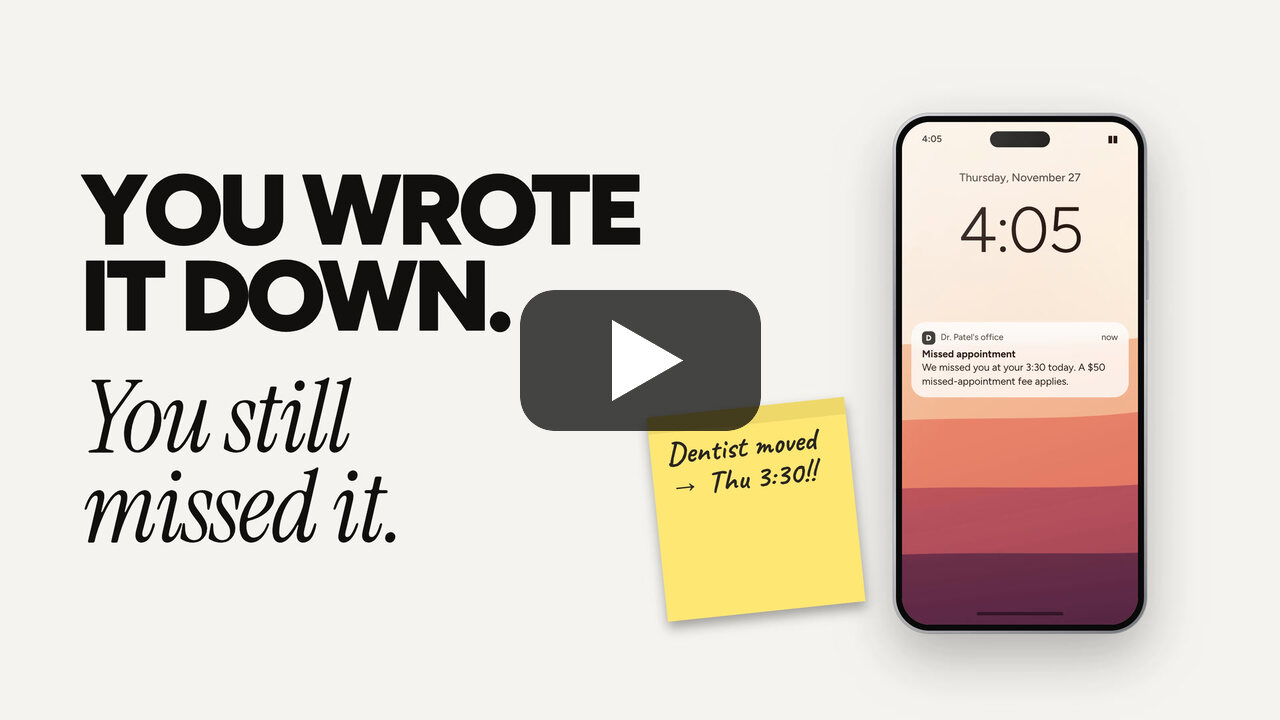 YOU WROTE
IT DOWN.
You still
missed it.
Dentist moved
→ Thu 3:30!!
4:05
Thursday, November 27
4:05
D Dr. Patel's office now
Missed appointment
We missed you at your 3:30 today. A $50
missed-appointment fee applies.